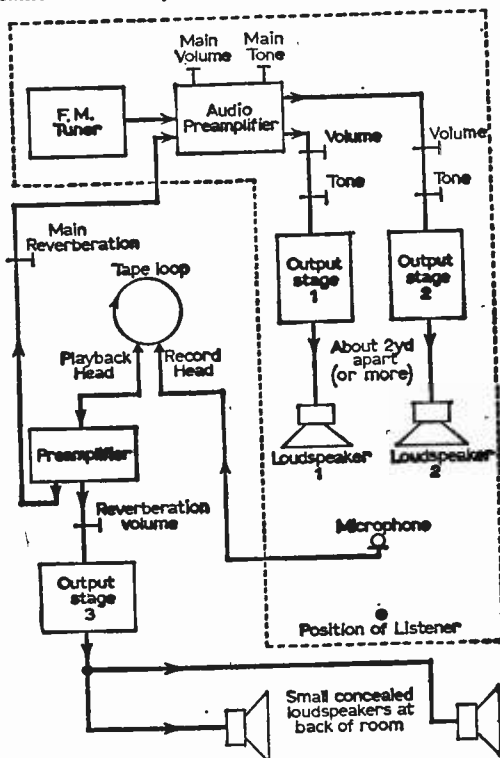 Main
Volume
Main
Tone
F.M.
Tuner
Audio
Preamplifier
Volume
Volume
Tone
Tone
Main
Reverberation
Tape loop
Output
stage
1
Output
stage
2
Playback
Head
Record
Head
About 2yd
apart
(or more)
Preamplifier
Loudspeaker
1
Loudspeaker
2
Reverberation
volume
Microphone
Output
stage
3
Position of Listener
Small concealed
loudspeakers at
back of room